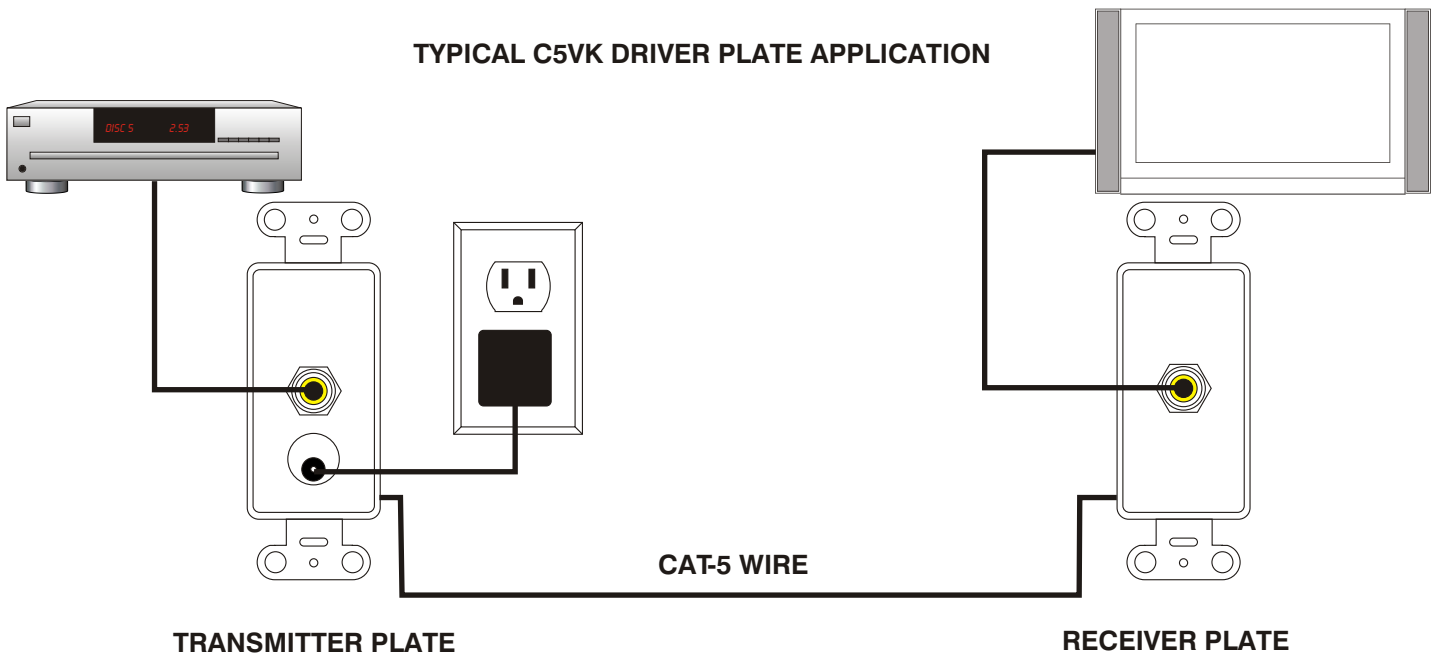 TYPICAL C5VK DRIVER PLATE APPLICATION
DISC 5 2.53
CAT-5 WIRE
TRANSMITTER PLATE
RECEIVER PLATE